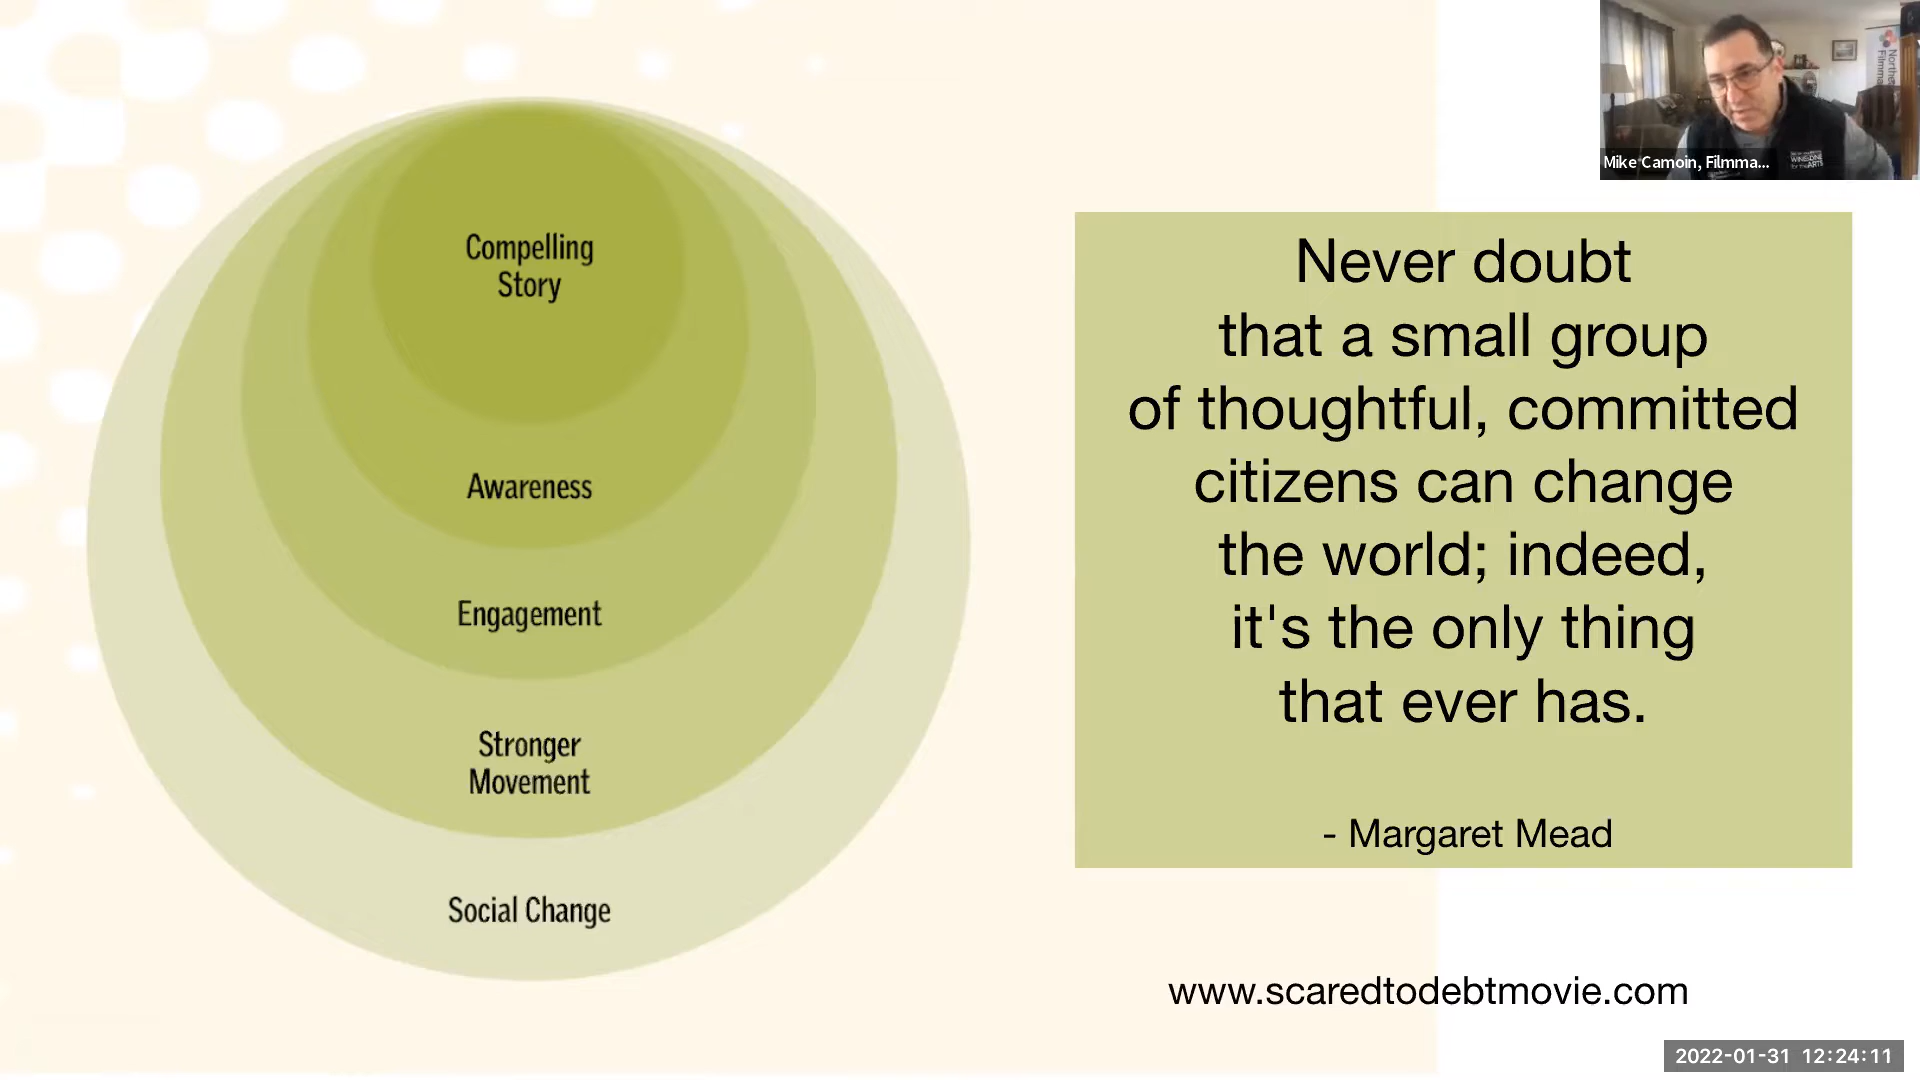 Compelling
Story
Awareness
Engagement
Stronger
Movement
Social Change
Mike Camoin, Filmma...
Never doubt
that a small group
of thoughtful, committed
citizens can change
the world; indeed,
it's the only thing
that ever has.
- Margaret Mead
www.scaredtodebtmovie.com
2022-01-31 12:24:11